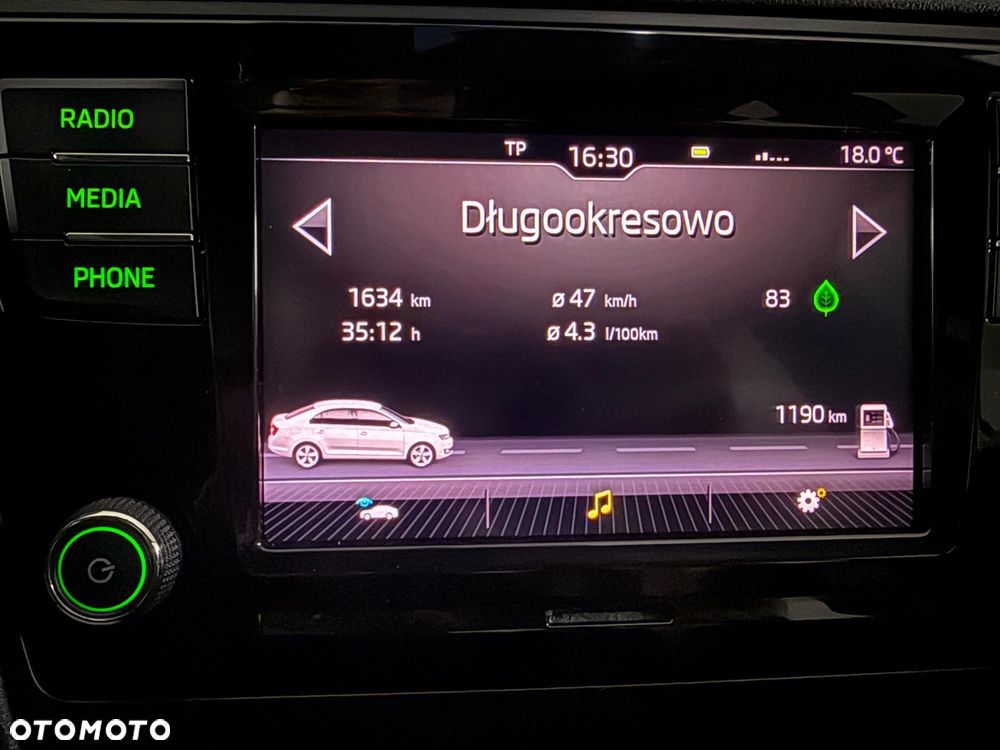 RADIO
MEDIA
PHONE
TP 16:30 18.0 °C
Długookresowo
1634 km ø 47 km/h 83
35:12 h ø 4.3 l/100km
1190 km
OTOMOTO